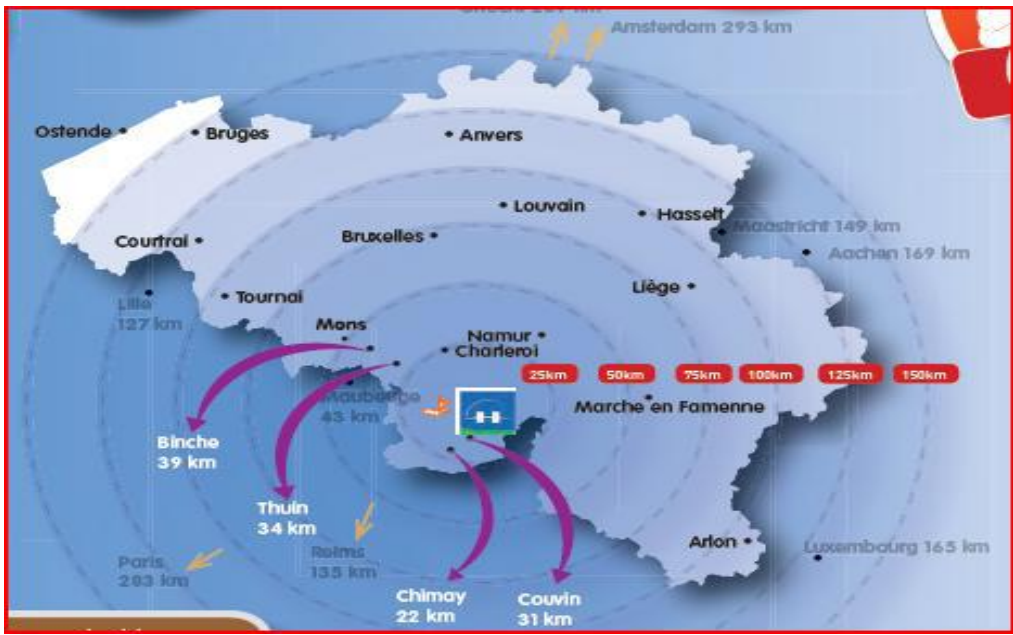 Amsterdam 293 km
Ostende
Bruges
Anvers
Louvain
Hasselt
Courtrai
Bruxelles
Maastricht 149 km
Aachen 169 km
Liège
Tournai
Lille
127 km
Mons
Namur
Charleroi
25km
50km
75km
100km
125km
150km
Maubeuge
43 km
Marche en Famenne
Binche
39 km
Thuin
34 km
Reims
135 km
Paris
203 km
Arlon
Luxembourg 165 km
Chimay
22 km
Couvin
31 km